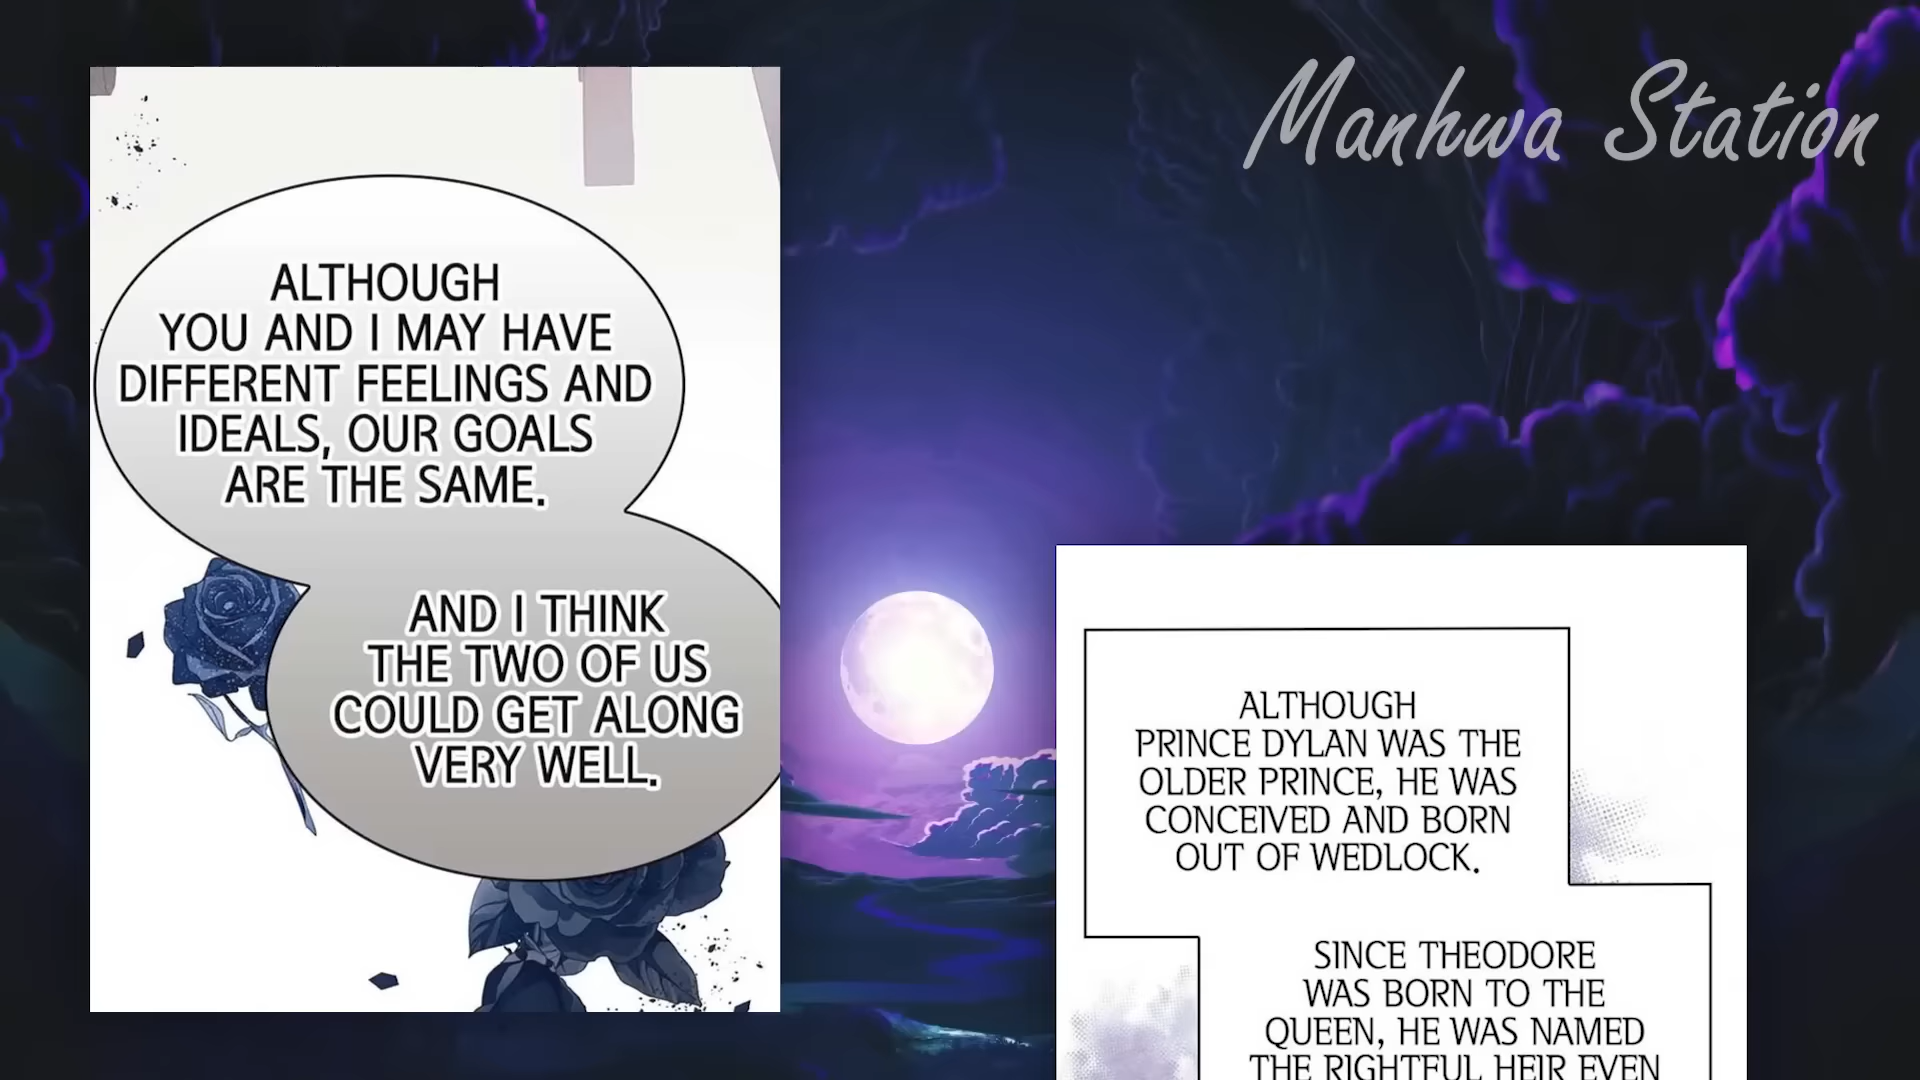 Manhwa Station
ALTHOUGH
YOU AND I MAY HAVE
DIFFERENT FEELINGS AND
IDEALS, OUR GOALS
ARE THE SAME.
AND I THINK
THE TWO OF US
COULD GET ALONG
VERY WELL.
ALTHOUGH
PRINCE DYLAN WAS THE
OLDER PRINCE, HE WAS
CONCEIVED AND BORN
OUT OF WEDLOCK.
SINCE THEODORE
WAS BORN TO THE
QUEEN, HE WAS NAMED
THE RIGHTFUL HEIR EVEN